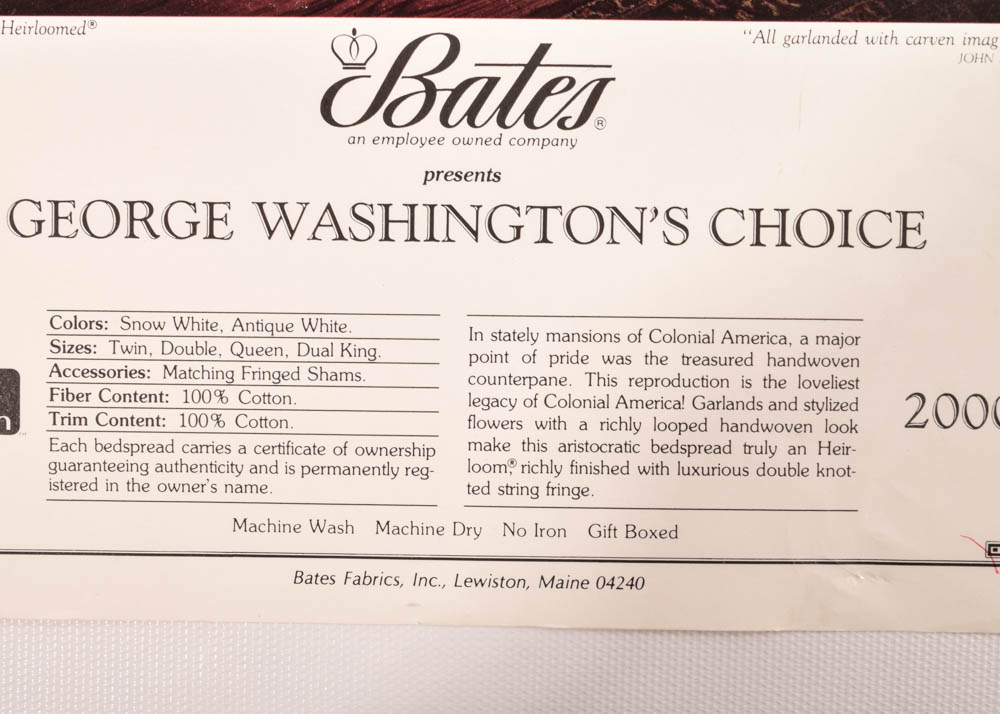 Heirloomed®
"All garlanded with carven imag
JOHN
Bates®
an employee owned company
presents
GEORGE WASHINGTON'S CHOICE
Colors: Snow White, Antique White.
Sizes: Twin, Double, Queen, Dual King.
Accessories: Matching Fringed Shams.
Fiber Content: 100% Cotton.
Trim Content: 100% Cotton.
Each bedspread carries a certificate of ownership
guaranteeing authenticity and is permanently reg-
istered in the owner's name.
In stately mansions of Colonial America, a major
point of pride was the treasured handwoven
counterpane. This reproduction is the loveliest
legacy of Colonial America! Garlands and stylized
flowers with a richly looped handwoven look
make this aristocratic bedspread truly an Heir-
loom,® richly finished with luxurious double knot-
ted string fringe.
n
2000
Machine Wash Machine Dry No Iron Gift Boxed
Bates Fabrics, Inc., Lewiston, Maine 04240